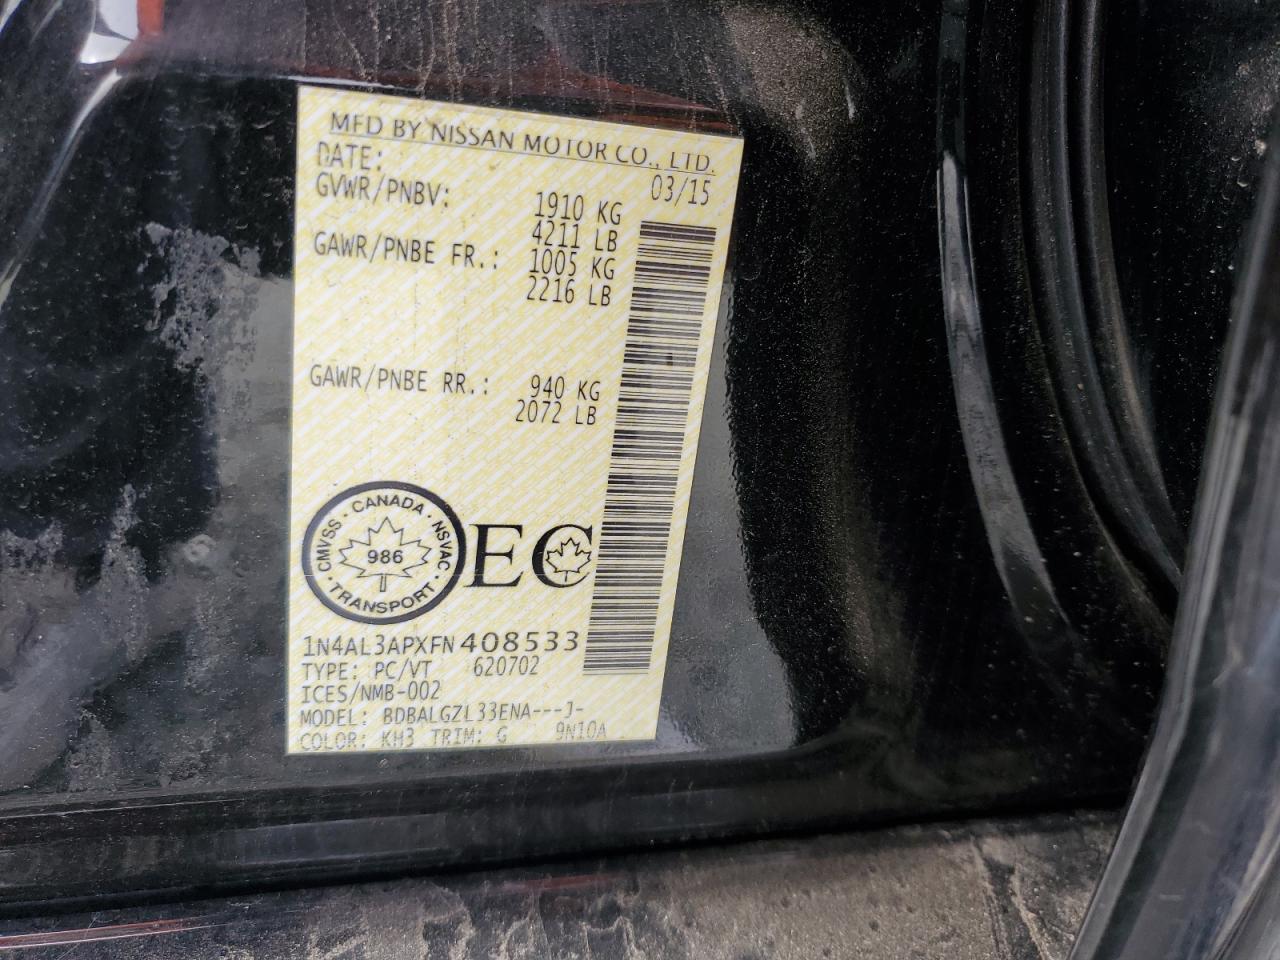 MFD BY NISSAN MOTOR CO., LTD.
DATE: 03/15
GVWR/PNBV: 1910 KG
4211 LB
GAWR/PNBE FR.: 1005 KG
2216 LB
GAWR/PNBE RR.: 940 KG
2072 LB
CMVSS · CANADA · NSVAC · TRANSPORT ·
986
EC
1N4AL3APXFN408533
TYPE: PC/VT 620702
ICES/NMB-002
MODEL: BDBALGZL33ENA---J-
COLOR: KH3 TRIM: G 9N10A